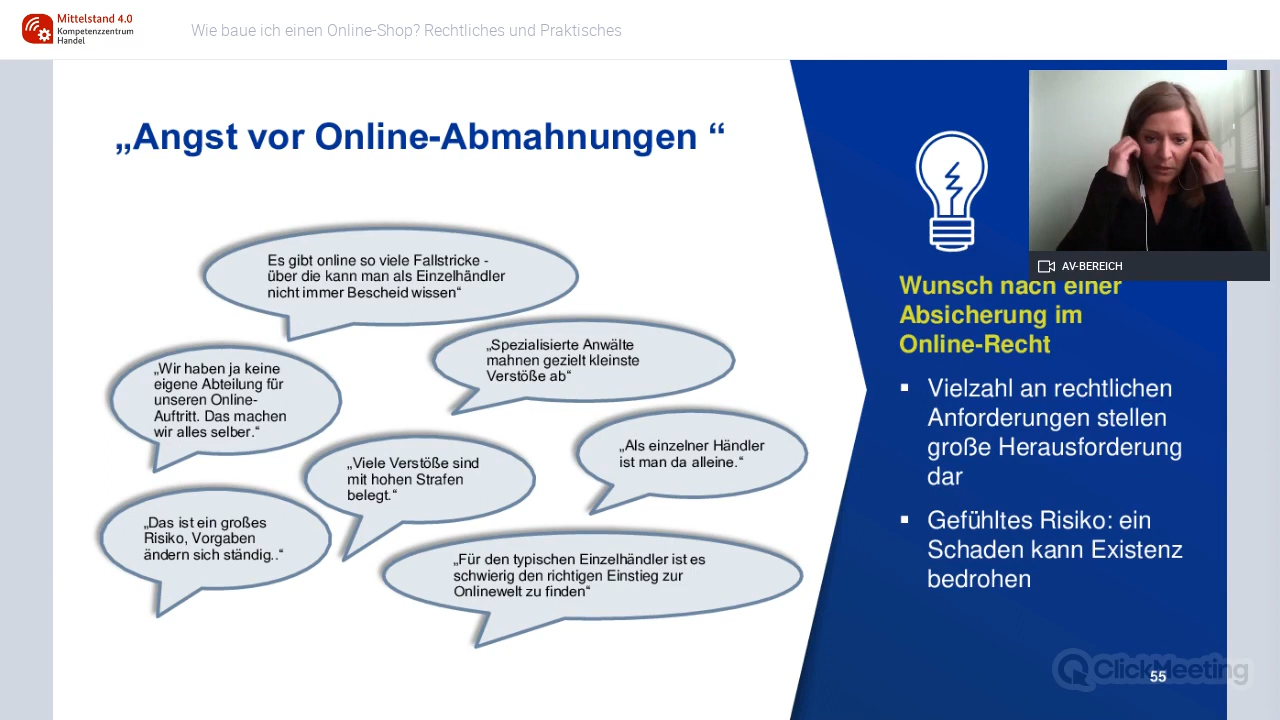 Mittelstand 4.0
Kompetenzzentrum
Handel
Wie baue ich einen Online-Shop? Rechtliches und Praktisches
„Angst vor Online-Abmahnungen “
Es gibt online so viele Fallstricke -
über die kann man als Einzelhändler
nicht immer Bescheid wissen“
„Spezialisierte Anwälte
mahnen gezielt kleinste
Verstöße ab“
„Wir haben ja keine
eigene Abteilung für
unseren Online-
Auftritt. Das machen
wir alles selber.“
„Als einzelner Händler
ist man da alleine.“
„Viele Verstöße sind
mit hohen Strafen
belegt.“
„Das ist ein großes
Risiko, Vorgaben
ändern sich ständig..“
„Für den typischen Einzelhändler ist es
schwierig den richtigen Einstieg zur
Onlinewelt zu finden“
AV-BEREICH
Wunsch nach einer
Absicherung im
Online-Recht
▪ Vielzahl an rechtlichen
Anforderungen stellen
große Herausforderung
dar
▪ Gefühltes Risiko: ein
Schaden kann Existenz
bedrohen
ClickMeeting
55